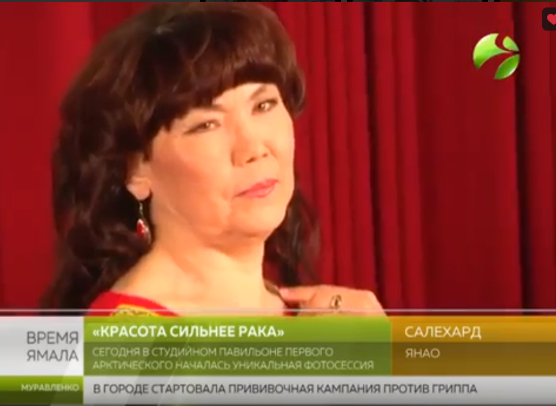 ВРЕМЯ
ЯМАЛА
«КРАСОТА СИЛЬНЕЕ РАКА»
СЕГОДНЯ В СТУДИЙНОМ ПАВИЛЬОНЕ ПЕРВОГО
АРКТИЧЕСКОГО НАЧАЛАСЬ УНИКАЛЬНАЯ ФОТОСЕССИЯ
САЛЕХАРД
ЯНАО
МУРАВЛЕНКО
В ГОРОДЕ СТАРТОВАЛА ПРИВИВОЧНАЯ КАМПАНИЯ ПРОТИВ ГРИППА